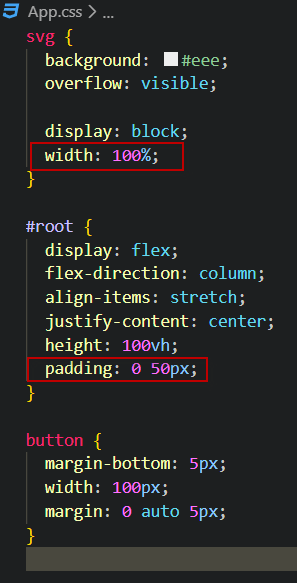 App.css > ...
svg {
background: #eee;
overflow: visible;
display: block;
width: 100%;
}
#root {
display: flex;
flex-direction: column;
align-items: stretch;
justify-content: center;
height: 100vh;
padding: 0 50px;
}
button {
margin-bottom: 5px;
width: 100px;
margin: 0 auto 5px;
}